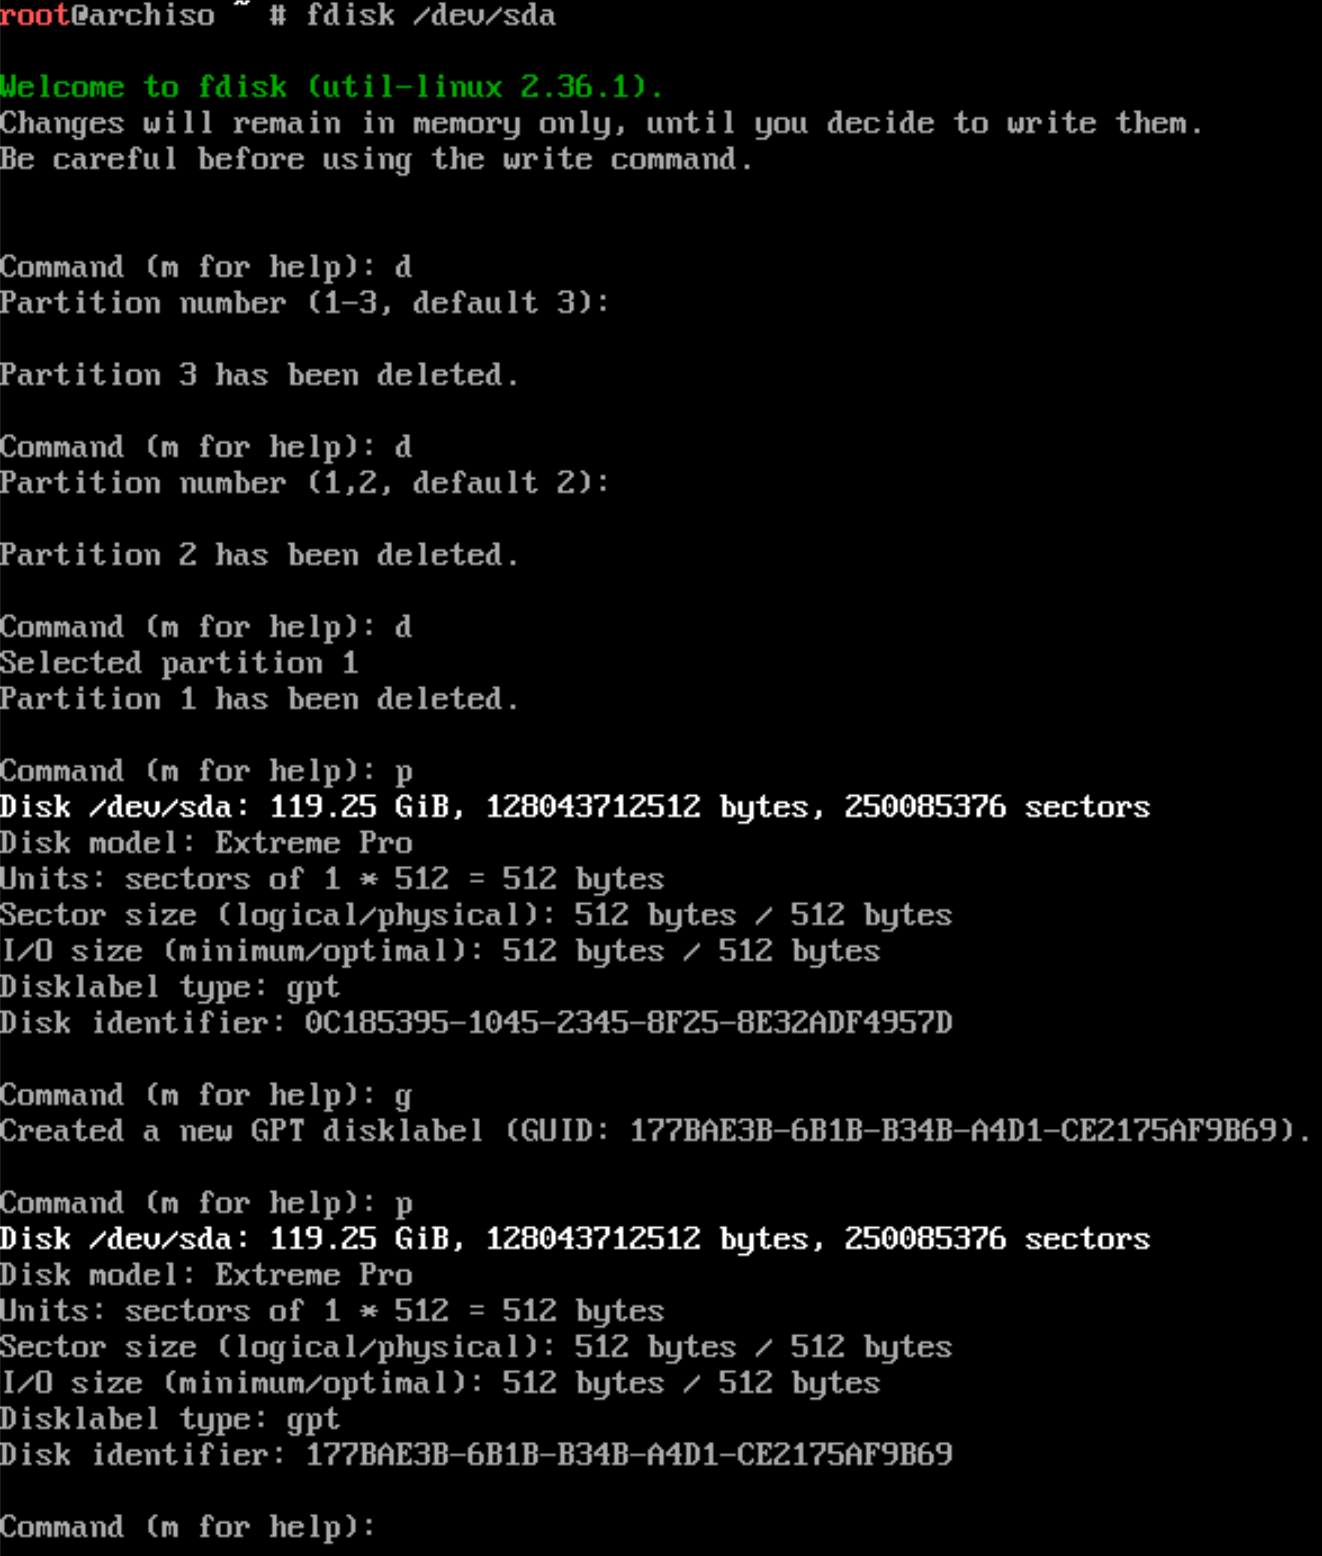 root@archiso ~ # fdisk /dev/sda
Welcome to fdisk (util-linux 2.36.1).
Changes will remain in memory only, until you decide to write them.
Be careful before using the write command.
Command (m for help): d
Partition number (1-3, default 3):
Partition 3 has been deleted.
Command (m for help): d
Partition number (1,2, default 2):
Partition 2 has been deleted.
Command (m for help): d
Selected partition 1
Partition 1 has been deleted.
Command (m for help): p
Disk /dev/sda: 119.25 GiB, 128043712512 bytes, 250085376 sectors
Disk model: Extreme Pro
Units: sectors of 1 * 512 = 512 bytes
Sector size (logical/physical): 512 bytes / 512 bytes
I/O size (minimum/optimal): 512 bytes / 512 bytes
Disklabel type: gpt
Disk identifier: 0C185395-1045-2345-8F25-8E32ADF4957D
Command (m for help): g
Created a new GPT disklabel (GUID: 177BAE3B-6B1B-B34B-A4D1-CE2175AF9B69).
Command (m for help): p
Disk /dev/sda: 119.25 GiB, 128043712512 bytes, 250085376 sectors
Disk model: Extreme Pro
Units: sectors of 1 * 512 = 512 bytes
Sector size (logical/physical): 512 bytes / 512 bytes
I/O size (minimum/optimal): 512 bytes / 512 bytes
Disklabel type: gpt
Disk identifier: 177BAE3B-6B1B-B34B-A4D1-CE2175AF9B69
Command (m for help):